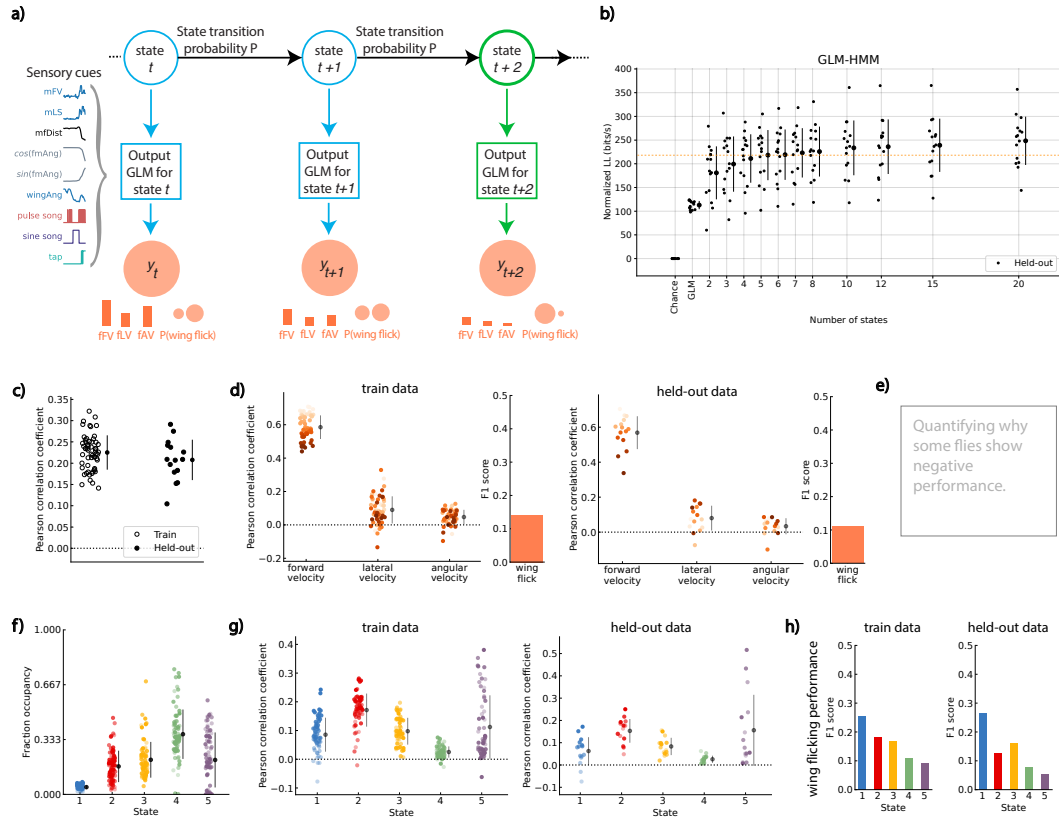 a)
State transition
probability P
State transition
probability P
state
t
state
t +1
state
t + 2
Sensory cues
mFV
mLS
mfDist
cos(fmAng)
sin(fmAng)
wingAng
pulse song
sine song
tap
Output
GLM for
state t
Output
GLM for
state t+1
Output
GLM for
state t+2
y_t
y_t+1
y_t+2
fFV fLV fAV P(wing flick)
fFV fLV fAV P(wing flick)
fFV fLV fAV P(wing flick)
b)
GLM-HMM
Normalized LL (bits/s)
400
350
300
250
200
150
100
50
0
Chance
GLM
2 3 4 5 6 7 8 10 12 15 20
Number of states
Held-out
c)
Pearson correlation coefficient
0.35
0.30
0.25
0.20
0.15
0.10
0.05
0.00
Train
Held-out
d)
train data
Pearson correlation coefficient
0.6
0.4
0.2
0.0
−0.2
forward
velocity
lateral
velocity
angular
velocity
F1 score
0.5
0.4
0.3
0.2
0.1
0.0
wing
flick
held-out data
Pearson correlation coefficient
0.6
0.4
0.2
0.0
forward
velocity
lateral
velocity
angular
velocity
F1 score
0.5
0.4
0.3
0.2
0.1
0.0
wing
flick
e)
Quantifying why
some flies show
negative
performance.
f)
Fraction occupancy
1.000
0.667
0.333
0.000
1 2 3 4 5
State
g)
train data
Pearson correlation coefficient
0.4
0.3
0.2
0.1
0.0
−0.1
1 2 3 4 5
State
held-out data
Pearson correlation coefficient
0.5
0.4
0.3
0.2
0.1
0.0
−0.1
1 2 3 4 5
State
h)
wing flicking performance
train data
F1 score
0.5
0.4
0.3
0.2
0.1
0.0
1 2 3 4 5
State
held-out data
F1 score
0.5
0.4
0.3
0.2
0.1
0.0
1 2 3 4 5
State